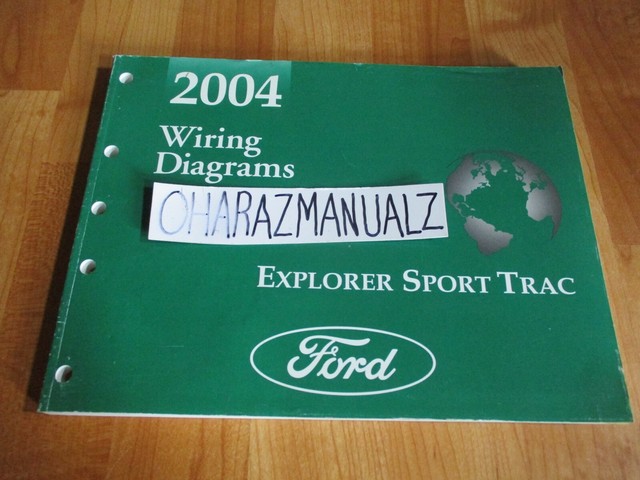 2004
Wiring
Diagrams
OHARAZMANUALZ
EXPLORER SPORT TRAC
Ford